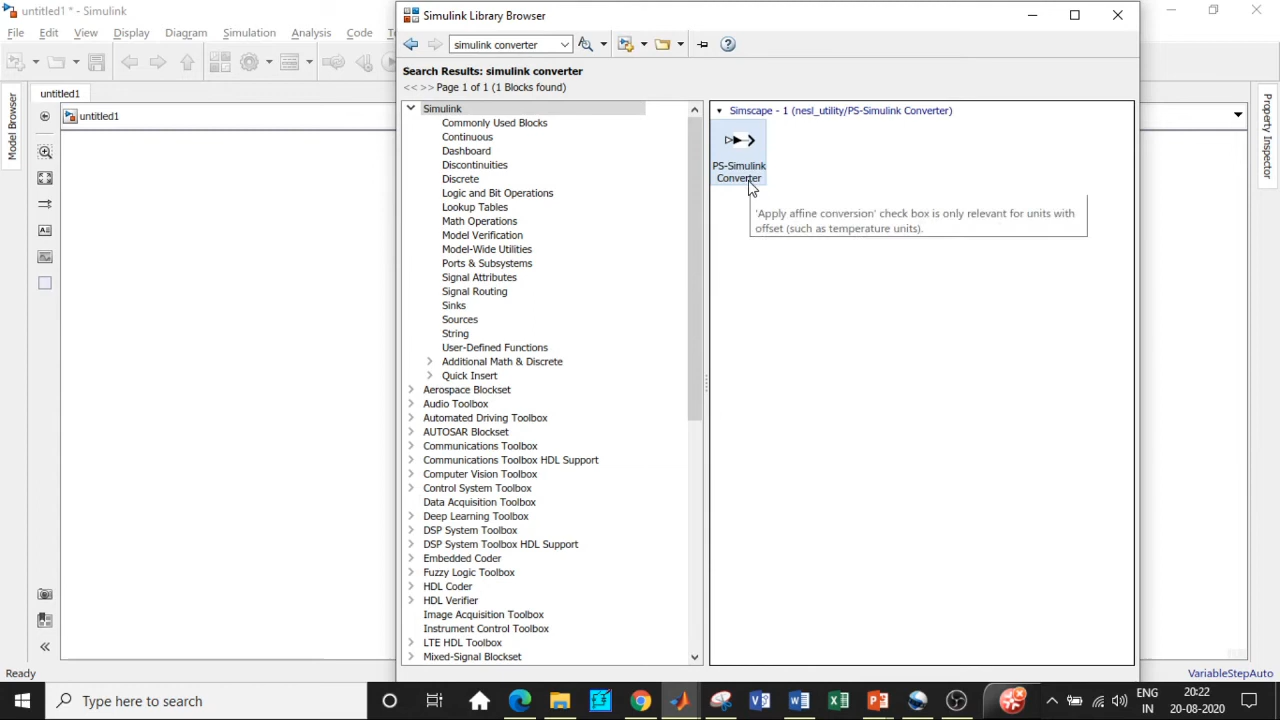 untitled1 * - Simulink
Simulink Library Browser
File Edit View Display Diagram Simulation Analysis Code
simulink converter
Search Results: simulink converter
<< >> Page 1 of 1 (1 Blocks found)
untitled1
untitled1
Model Browser
Property Inspector
Simulink
Commonly Used Blocks
Continuous
Dashboard
Discontinuities
Discrete
Logic and Bit Operations
Lookup Tables
Math Operations
Model Verification
Model-Wide Utilities
Ports & Subsystems
Signal Attributes
Signal Routing
Sinks
Sources
String
User-Defined Functions
Additional Math & Discrete
Quick Insert
Aerospace Blockset
Audio Toolbox
Automated Driving Toolbox
AUTOSAR Blockset
Communications Toolbox
Communications Toolbox HDL Support
Computer Vision Toolbox
Control System Toolbox
Data Acquisition Toolbox
Deep Learning Toolbox
DSP System Toolbox
DSP System Toolbox HDL Support
Embedded Coder
Fuzzy Logic Toolbox
HDL Coder
HDL Verifier
Image Acquisition Toolbox
Instrument Control Toolbox
LTE HDL Toolbox
Mixed-Signal Blockset
Simscape - 1 (nesl_utility/PS-Simulink Converter)
PS-Simulink
Converter
'Apply affine conversion' check box is only relevant for units with
offset (such as temperature units).
Ready
VariableStepAuto
Type here to search
ENG
IN
20:22
20-08-2020